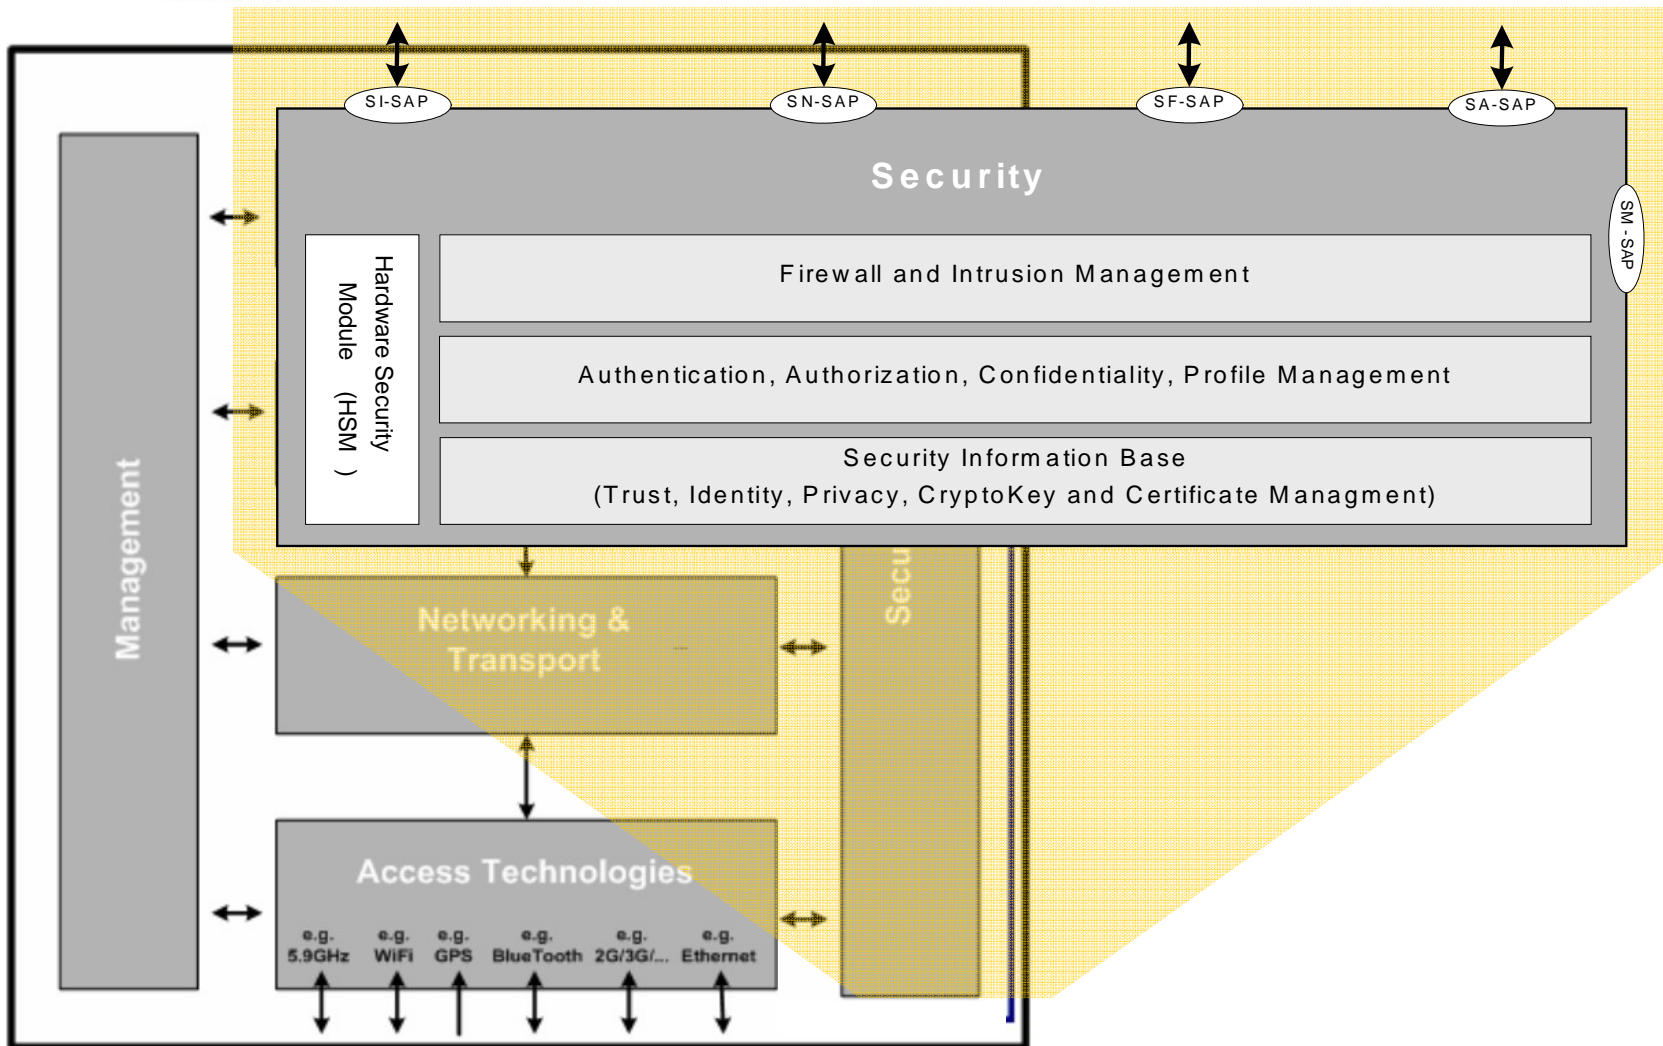 SI-SAP
SN-SAP
SF-SAP
SA-SAP
Security
SM - SAP
Hardware Security
Module (HSM )
Firewall and Intrusion Management
Authentication, Authorization, Confidentiality, Profile Management
Security Information Base
(Trust, Identity, Privacy, CryptoKey and Certificate Managment)
Management
Networking &
Transport
...
Secu
Access Technologies
e.g.
5.9GHz
e.g.
WiFi
e.g.
GPS
e.g.
BlueTooth
e.g.
2G/3G/...
e.g.
Ethernet